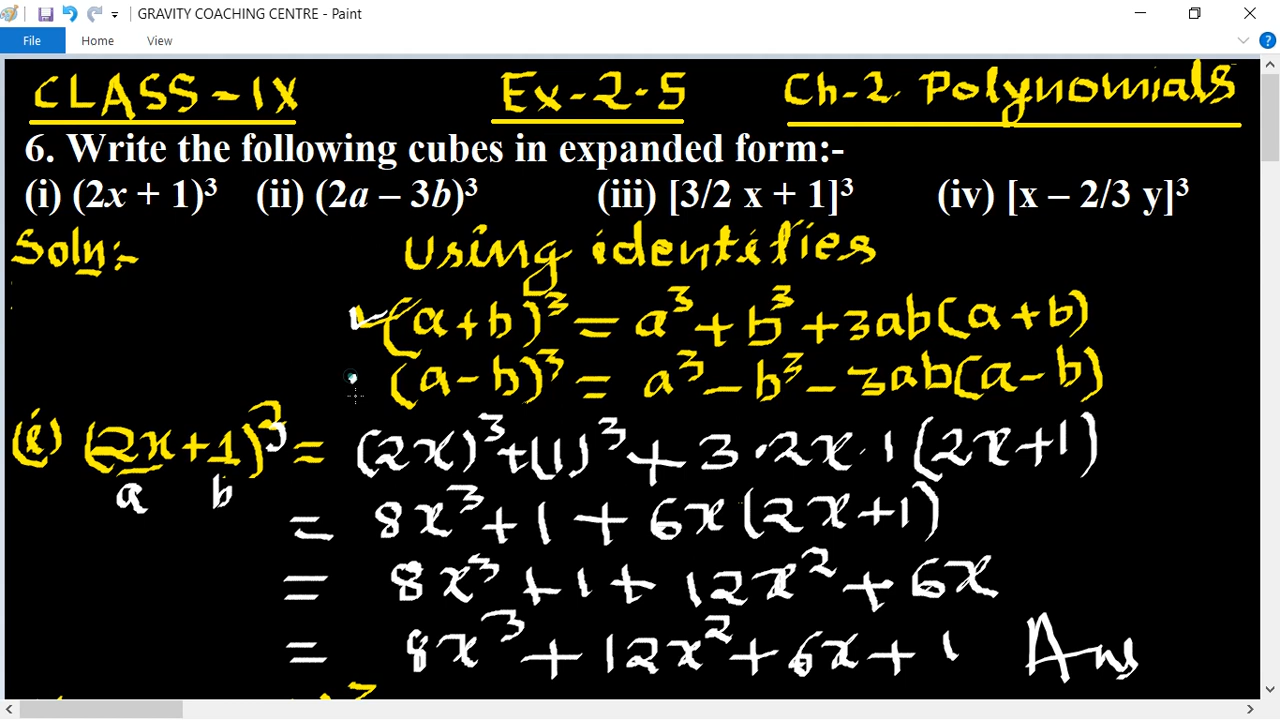 GRAVITY COACHING CENTRE - Paint
File Home View
CLASS-IX Ex-2.5 Ch-2. Polynomials
6. Write the following cubes in expanded form:-
(i) (2x + 1)³ (ii) (2a – 3b)³ (iii) [3/2 x + 1]³ (iv) [x – 2/3 y]³
Soln:- Using identities
(a+b)³ = a³ + b³ + 3ab(a+b)
(a-b)³ = a³ - b³ - 3ab(a-b)
(i) (2x+1)³ = (2x)³ + (1)³ + 3·2x·1(2x+1)
a b
= 8x³ + 1 + 6x(2x+1)
= 8x³ + 1 + 12x² + 6x
= 8x³ + 12x² + 6x + 1 Ans